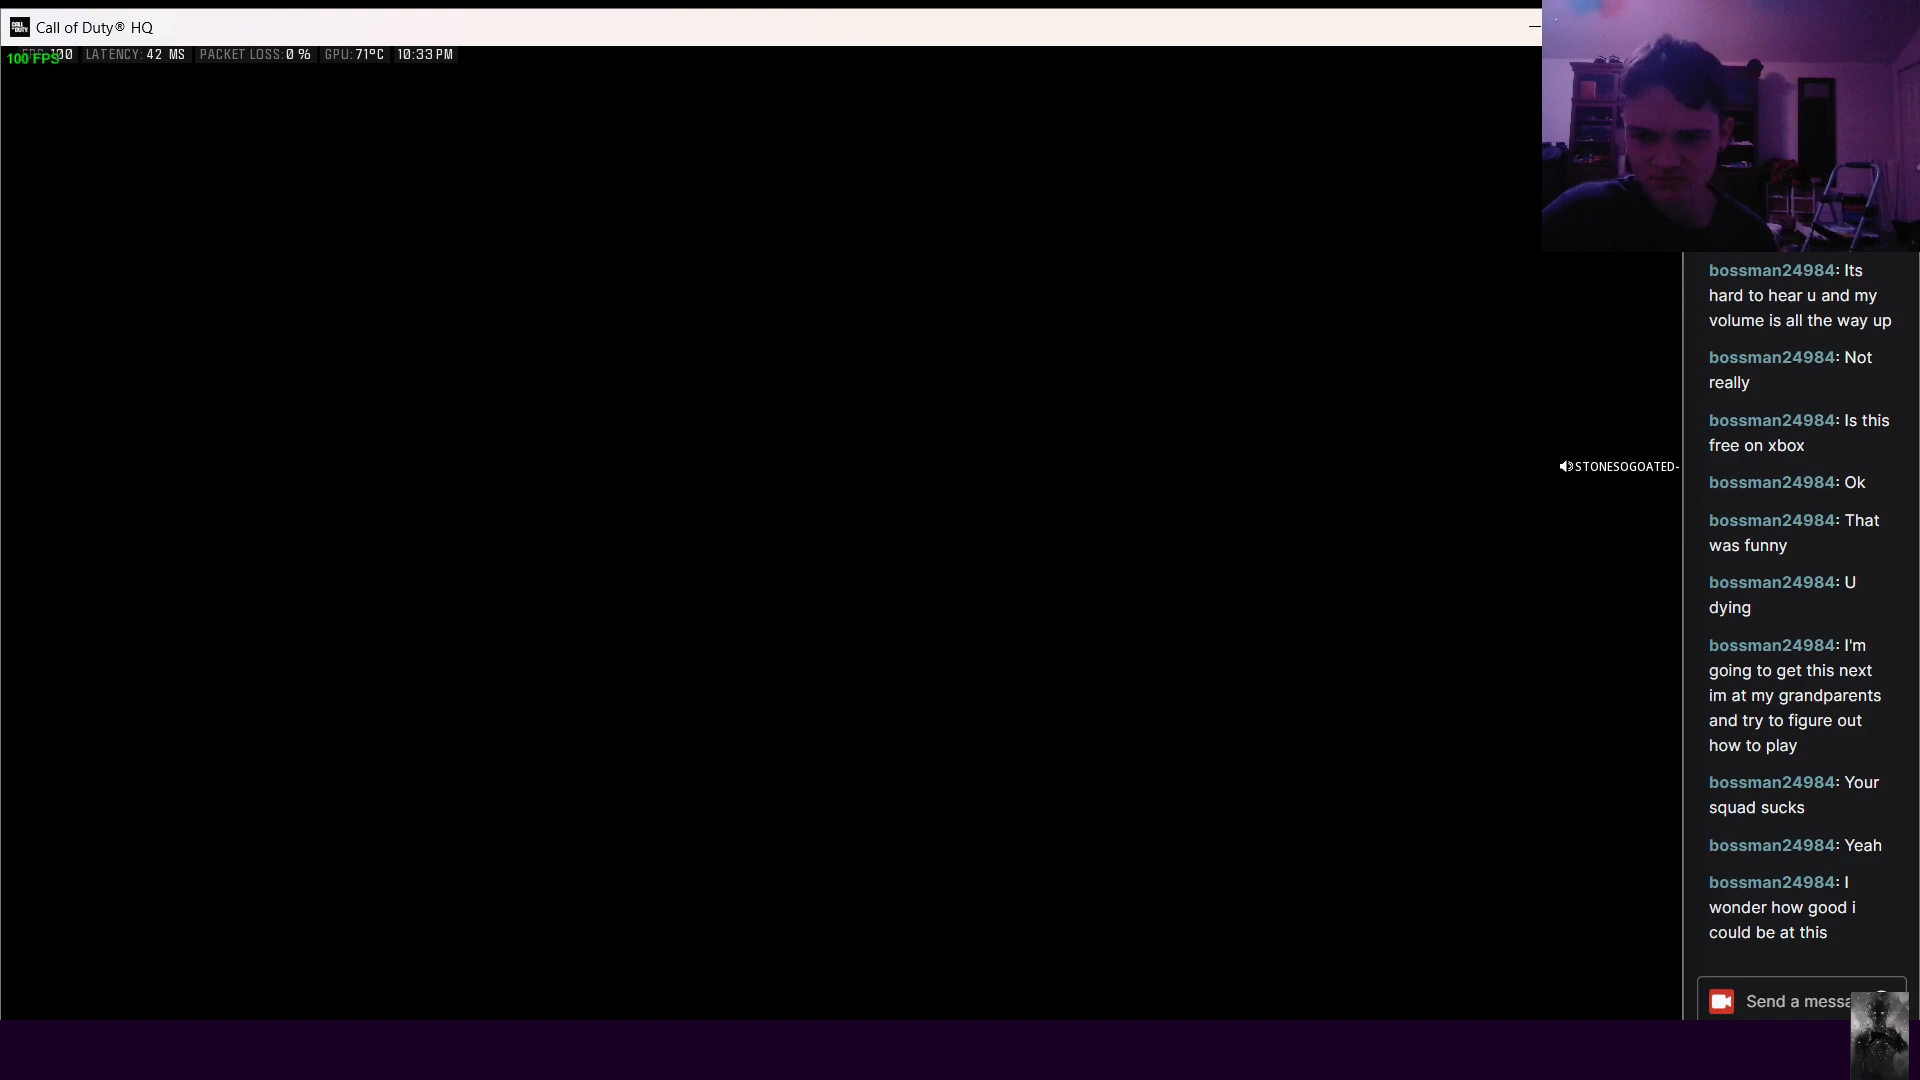 Call of Duty® HQ
100 FPS
LATENCY: 42 MS PACKET LOSS: 0 % GPU: 71°C 10:33 PM
bossman24984: Its
hard to hear u and my
volume is all the way up
bossman24984: Not
really
bossman24984: Is this
free on xbox
STONESOGOATED-
bossman24984: Ok
bossman24984: That
was funny
bossman24984: U
dying
bossman24984: I'm
going to get this next
im at my grandparents
and try to figure out
how to play
bossman24984: Your
squad sucks
bossman24984: Yeah
bossman24984: I
wonder how good i
could be at this
Send a messa